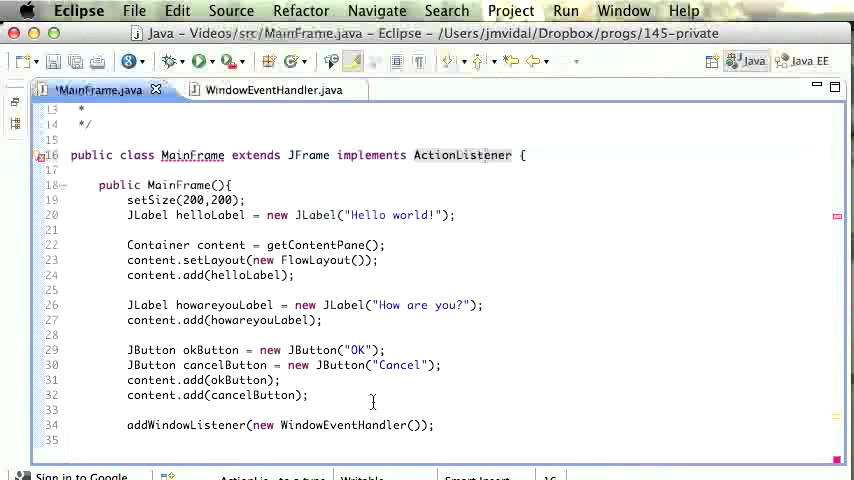 Eclipse File Edit Source Refactor Navigate Search Project Run Window Help
Java - Videos/src/MainFrame.java - Eclipse - /Users/jmvidal/Dropbox/progs/145-private
Java Java EE
*MainFrame.java WindowEventHandler.java
13 *
14 */
15
16 public class MainFrame extends JFrame implements ActionListener {
17
18 public MainFrame(){
19 setSize(200,200);
20 JLabel helloLabel = new JLabel("Hello world!");
21
22 Container content = getContentPane();
23 content.setLayout(new FlowLayout());
24 content.add(helloLabel);
25
26 JLabel howareyouLabel = new JLabel("How are you?");
27 content.add(howareyouLabel);
28
29 JButton okButton = new JButton("OK");
30 JButton cancelButton = new JButton("Cancel");
31 content.add(okButton);
32 content.add(cancelButton);
33
34 addWindowListener(new WindowEventHandler());
35
Sign in to Google